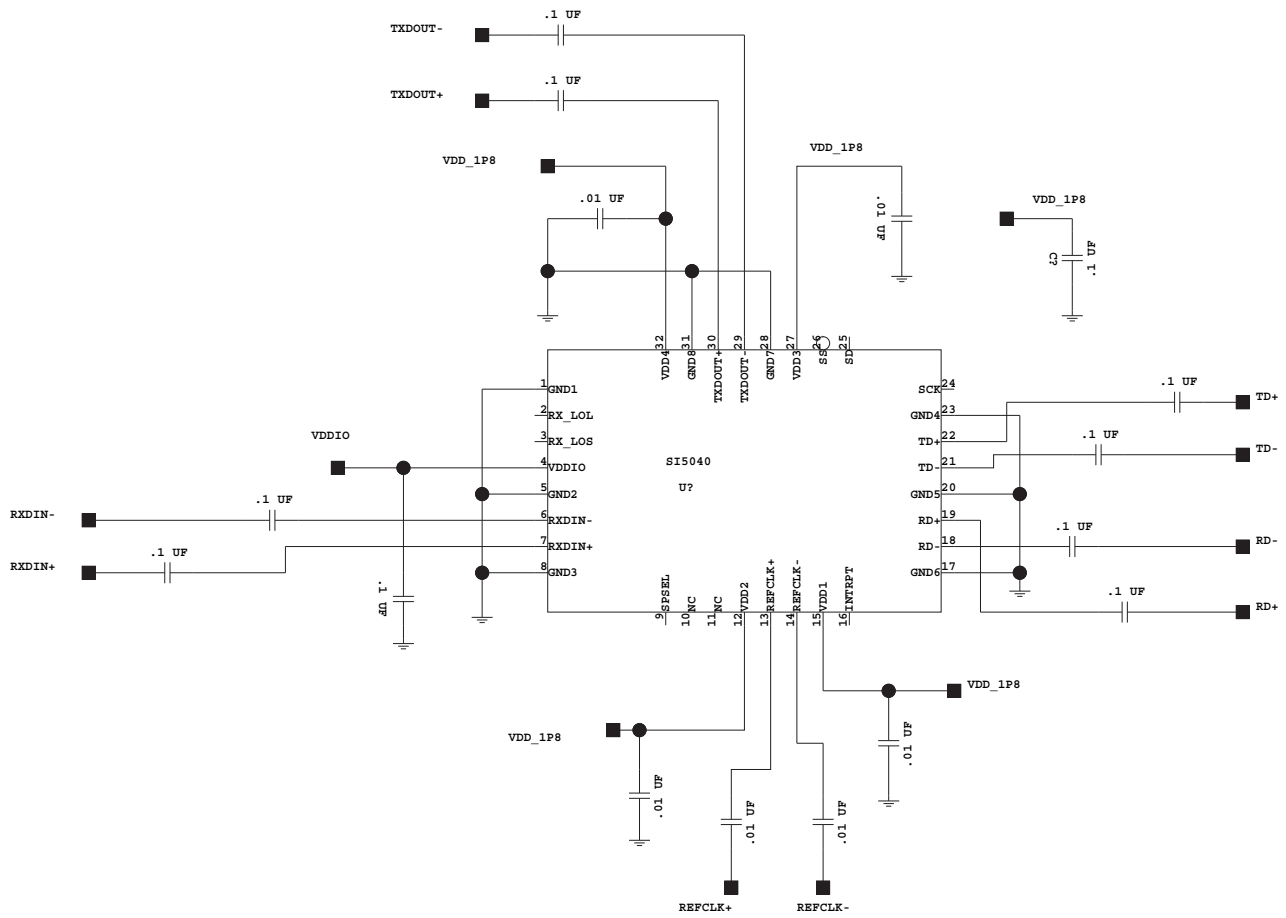 TXDOUT-
.1 UF
TXDOUT+
.1 UF
VDD_1P8
.01 UF
VDD_1P8
.01 UF
VDD_1P8
.1 UF
C?
32
31
30
29
28
27
26
25
VDD4
GND8
TXDOUT+
TXDOUT-
GND7
VDD3
SS
SD
1
GND1
2
RX_LOL
3
RX_LOS
4
VDDIO
5
GND2
6
RXDIN-
7
RXDIN+
8
GND3
SI5040
U?
SCK
24
GND4
23
TD+
22
TD-
21
GND5
20
RD+
19
RD-
18
GND6
17
SPSEL
NC
NC
VDD2
REFCLK+
REFCLK-
VDD1
INTRPT
9
10
11
12
13
14
15
16
VDDIO
.1 UF
RXDIN-
.1 UF
RXDIN+
.1 UF
.1 UF
TD+
.1 UF
TD-
.1 UF
RD-
.1 UF
RD+
VDD_1P8
.01 UF
VDD_1P8
.01 UF
.01 UF
.01 UF
REFCLK+
REFCLK-